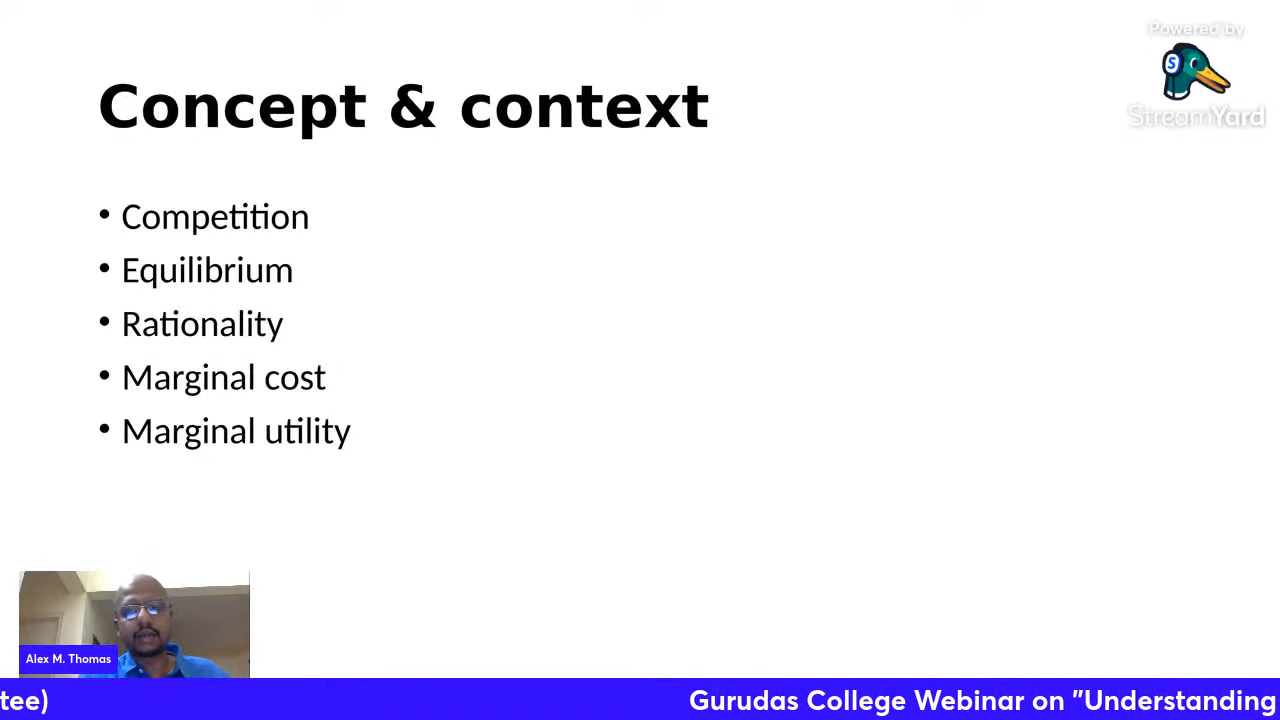 Powered by
S
StreamYard
Concept & context
• Competition
• Equilibrium
• Rationality
• Marginal cost
• Marginal utility
Alex M. Thomas
tee) Gurudas College Webinar on "Understanding